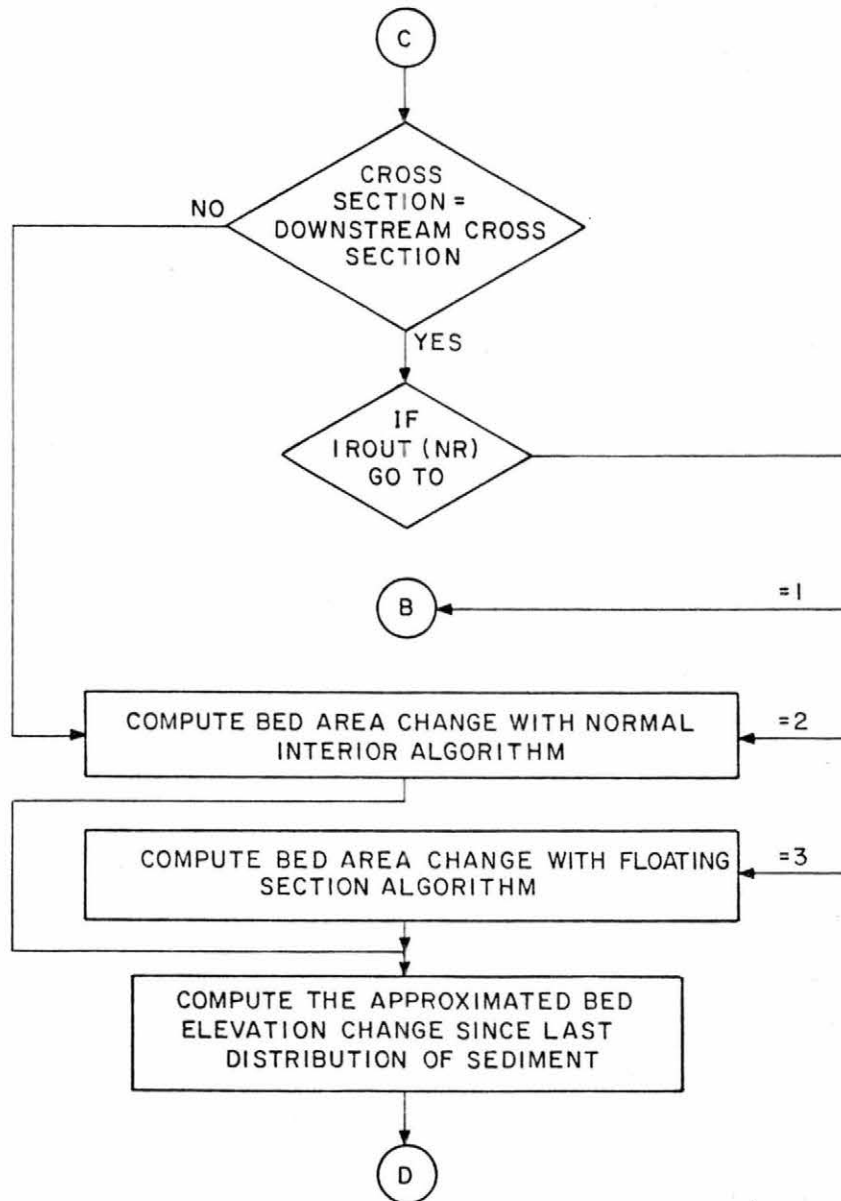 C
CROSS
SECTION =
DOWNSTREAM CROSS
SECTION
NO
YES
IF
IROUT (NR)
GO TO
B
=1
COMPUTE BED AREA CHANGE WITH NORMAL
INTERIOR ALGORITHM
=2
COMPUTE BED AREA CHANGE WITH FLOATING
SECTION ALGORITHM
=3
COMPUTE THE APPROXIMATED BED
ELEVATION CHANGE SINCE LAST
DISTRIBUTION OF SEDIMENT
D